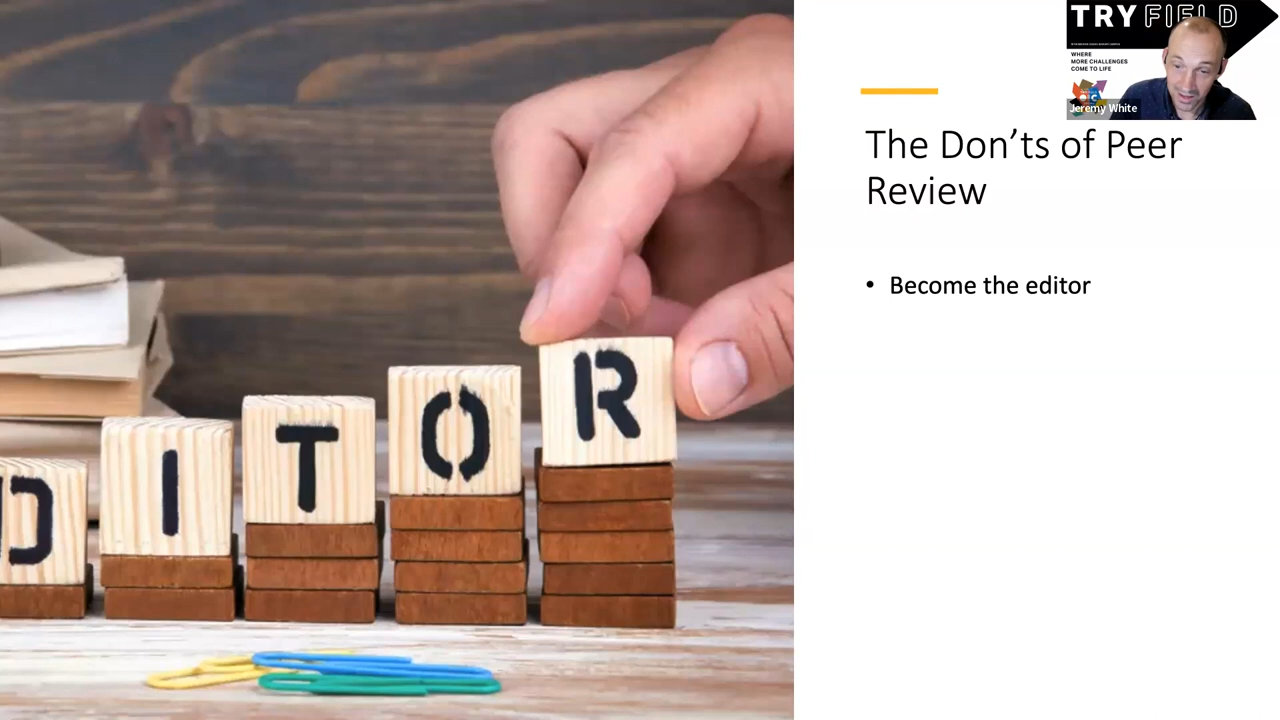 TRY FIELD
WHERE
MORE CHALLENGES
COME TO LIFE
Jeremy White
The Don’ts of Peer
Review
• Become the editor
D I T O R